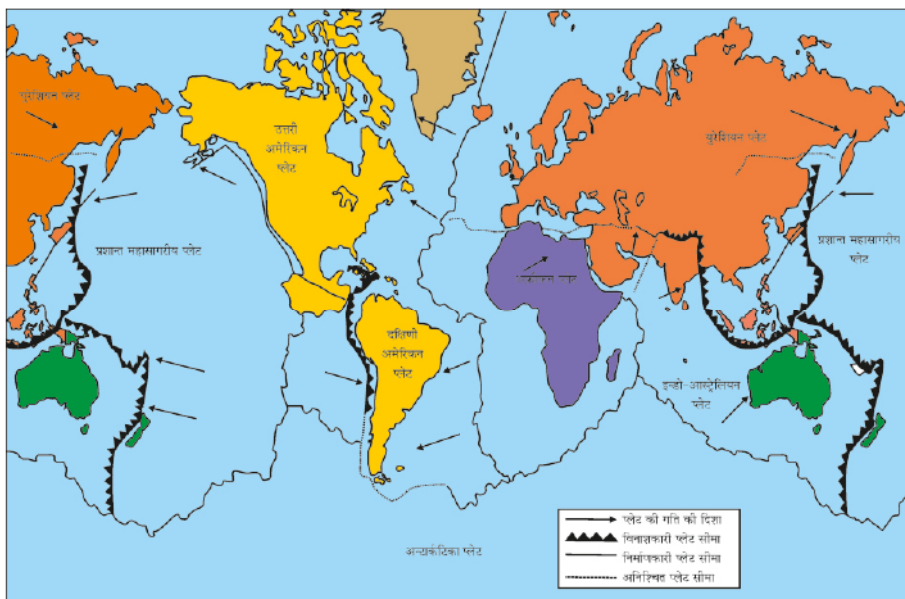 युरेशियन प्लेट
उत्तरी
अमेरिकन
प्लेट
युरेशियन प्लेट
प्रशान्त महासागरीय प्लेट
प्रशान्त महासागरीय
प्लेट
दक्षिणी
अमेरिकन
प्लेट
इन्डो-आस्ट्रेलियन
प्लेट
अन्टार्कटिका प्लेट
प्लेट की गति की दिशा
विनाशकारी प्लेट सीमा
निर्माणकारी प्लेट सीमा
अनिश्चित प्लेट सीमा